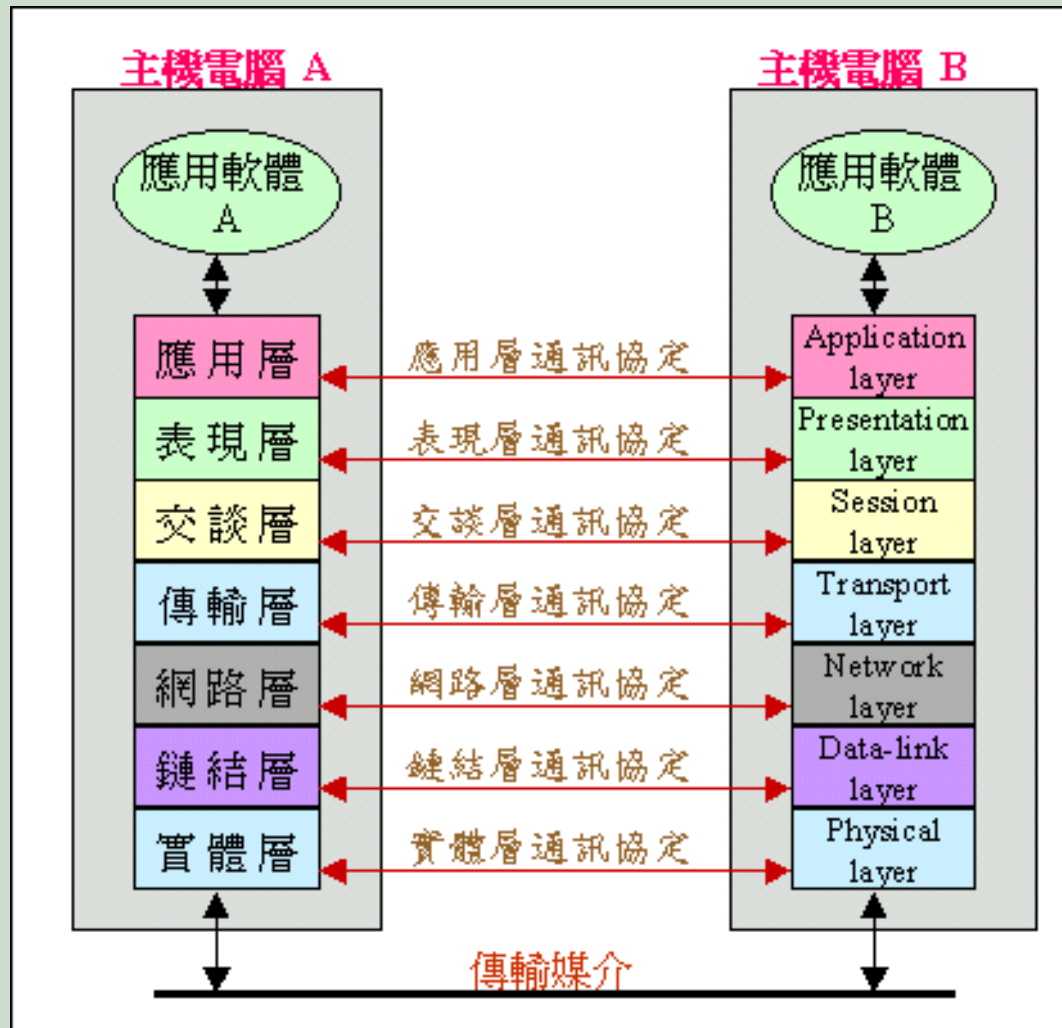 主機電腦 A
主機電腦 B
應用軟體
A
應用軟體
B
應用層
應用層通訊協定
Application
layer
表現層
表現層通訊協定
Presentation
layer
交談層
交談層通訊協定
Session
layer
傳輸層
傳輸層通訊協定
Transport
layer
網路層
網路層通訊協定
Network
layer
鏈結層
鏈結層通訊協定
Data-link
layer
實體層
實體層通訊協定
Physical
layer
傳輸媒介